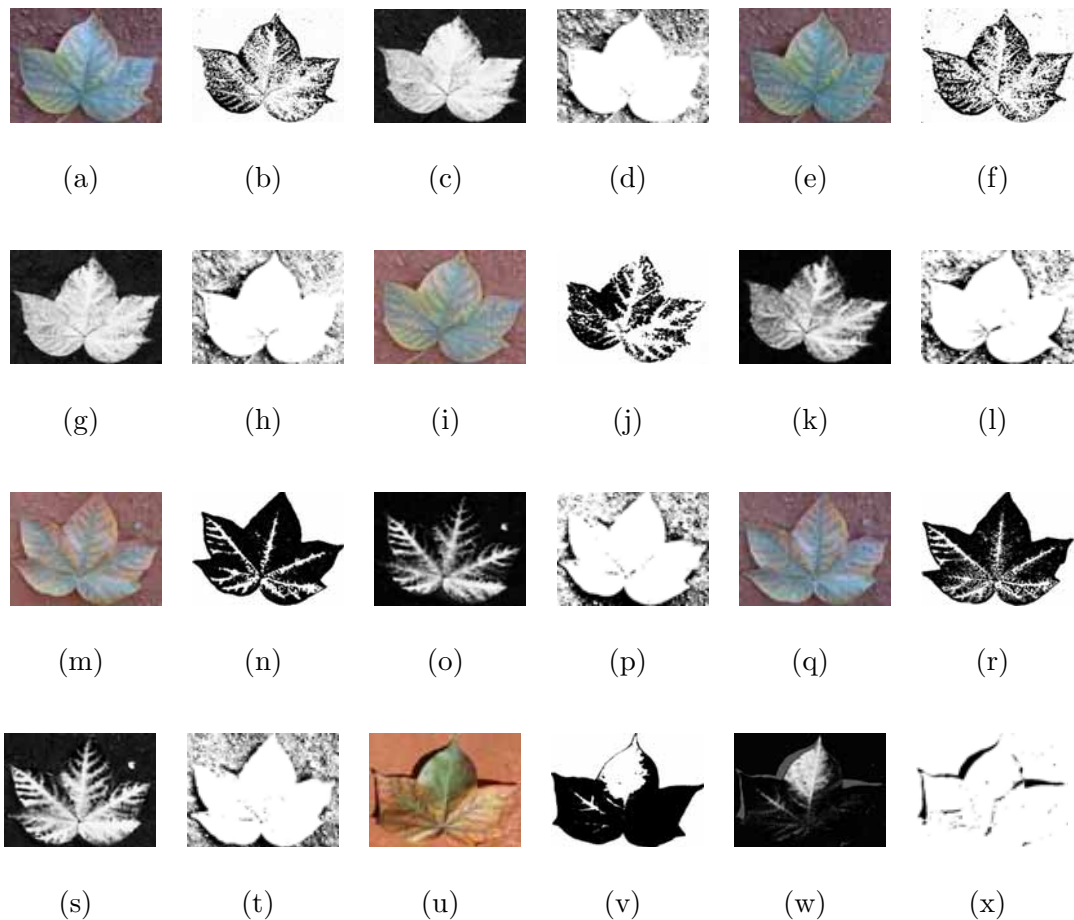 (a) (b) (c) (d) (e) (f)
(g) (h) (i) (j) (k) (l)
(m) (n) (o) (p) (q) (r)
(s) (t) (u) (v) (w) (x)